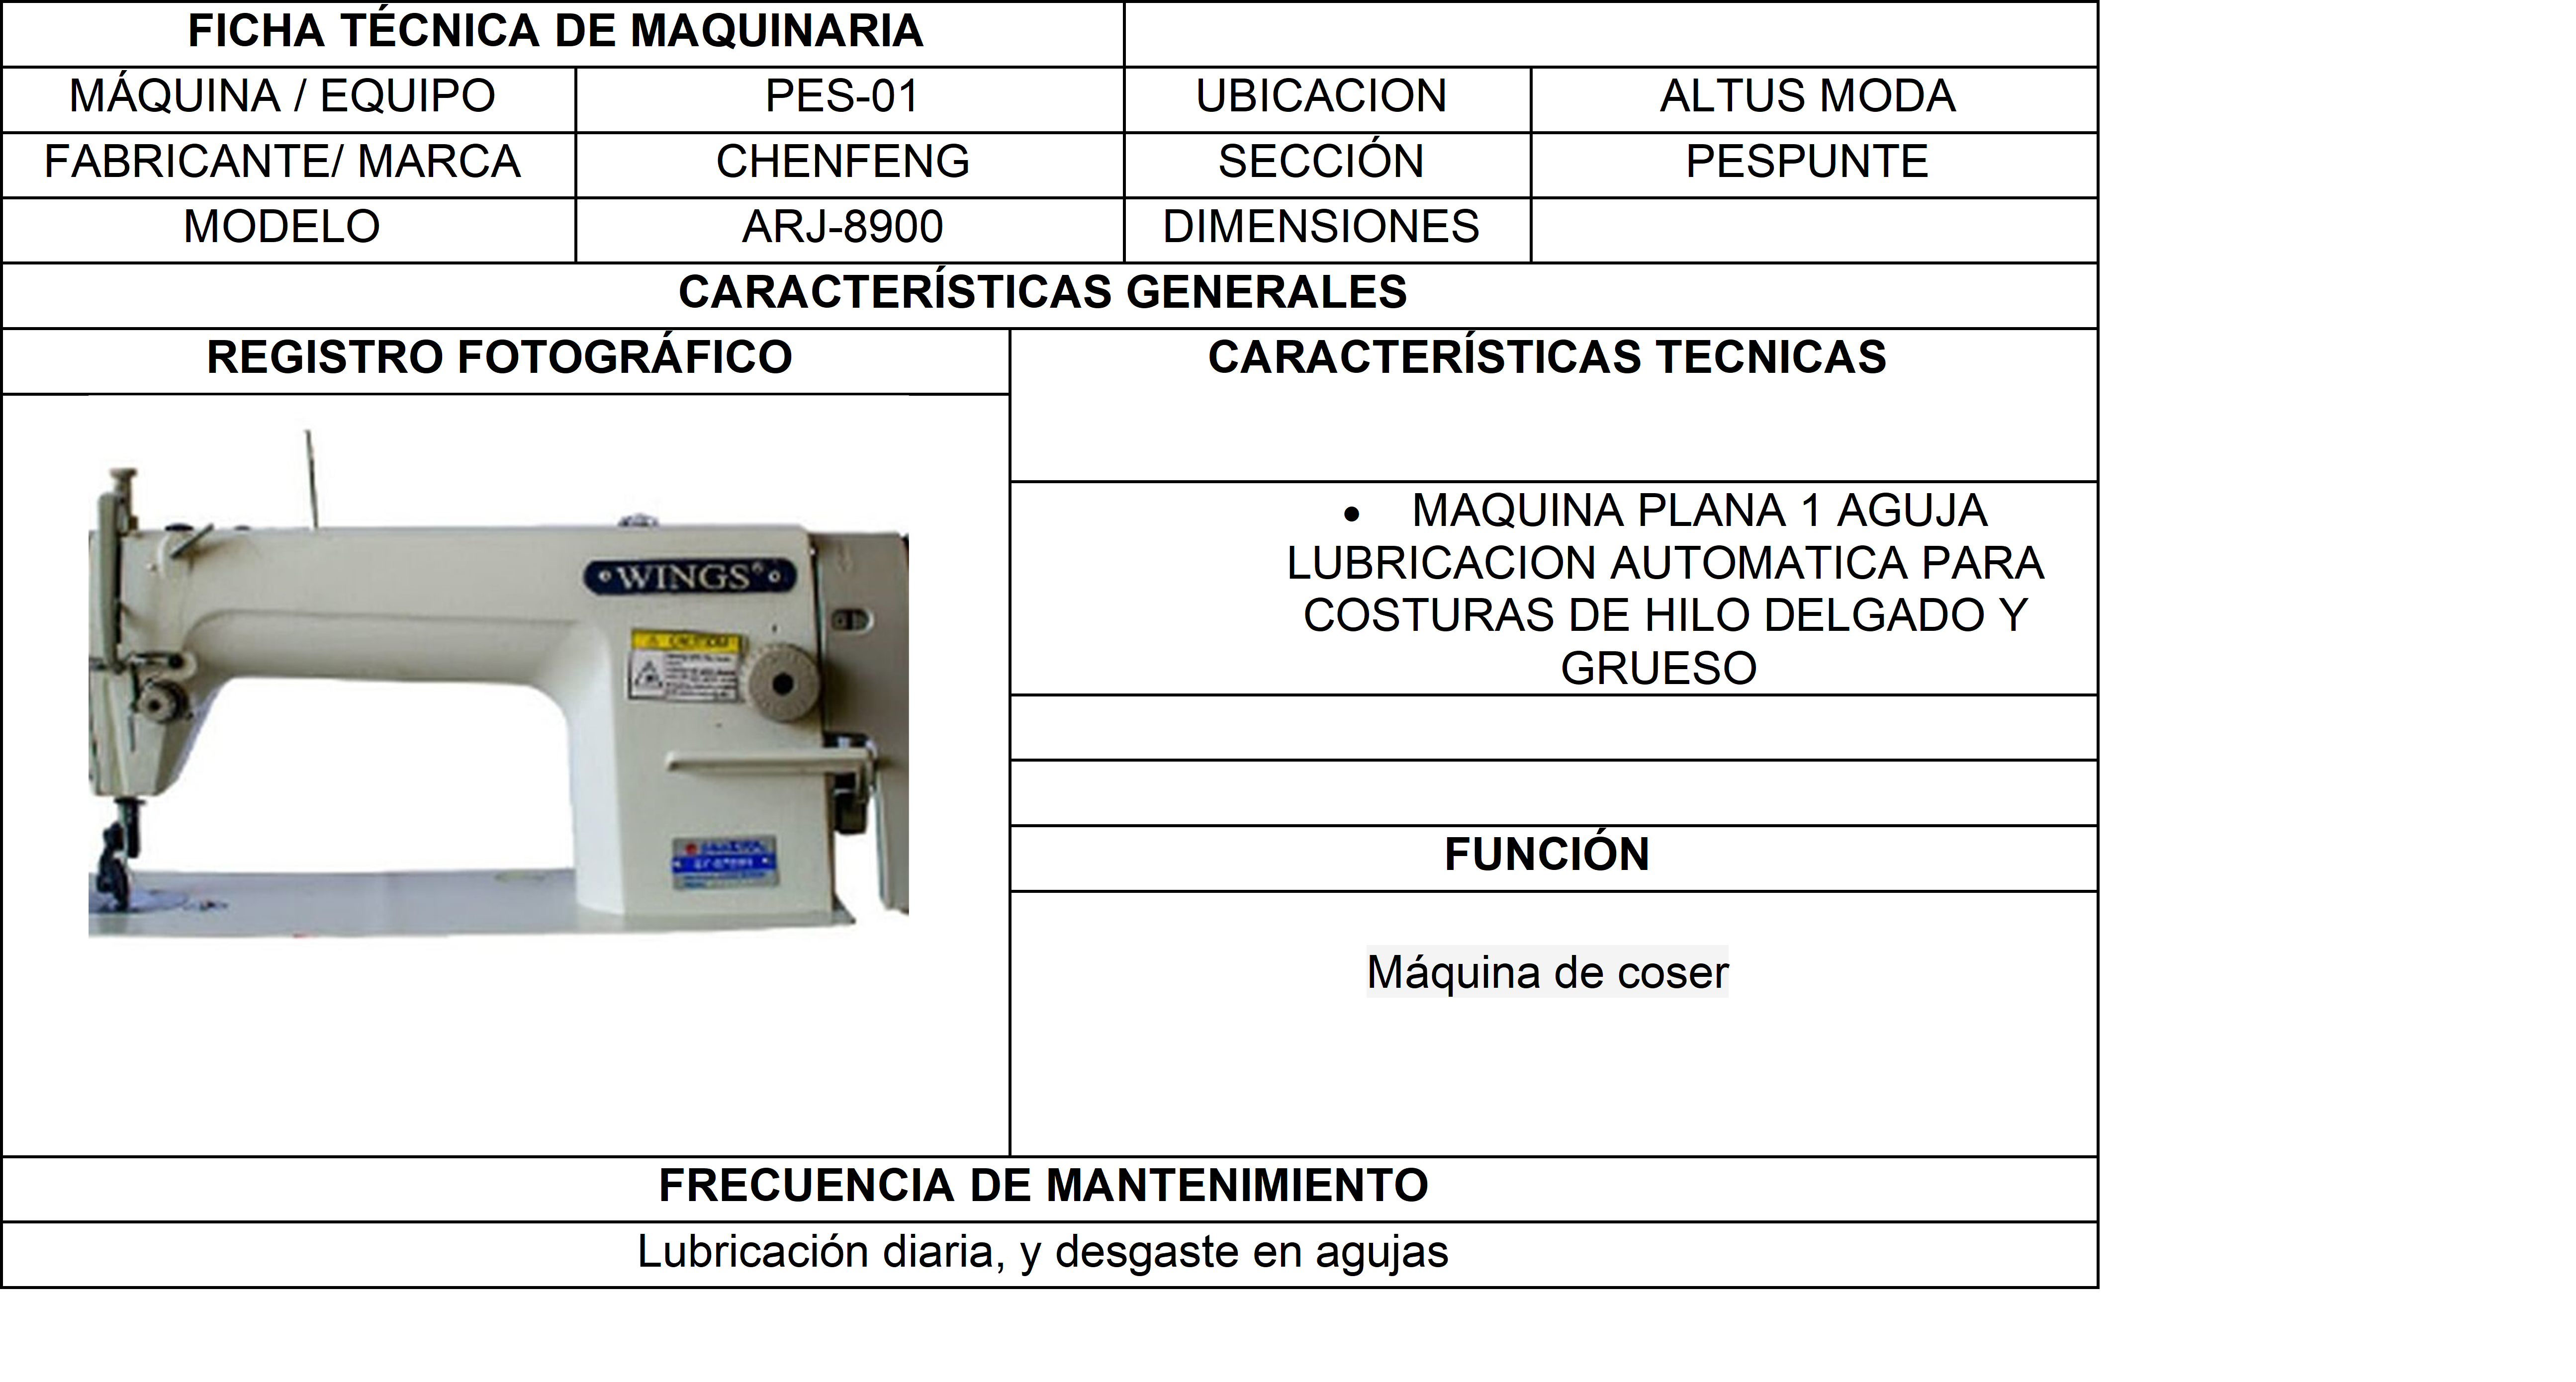 FICHA TÉCNICA DE MAQUINARIA
MÁQUINA / EQUIPO PES-01 UBICACION ALTUS MODA
FABRICANTE/ MARCA CHENFENG SECCIÓN PESPUNTE
MODELO ARJ-8900 DIMENSIONES
CARACTERÍSTICAS GENERALES
REGISTRO FOTOGRÁFICO
CARACTERÍSTICAS TECNICAS
WINGS®
CAUTION
• MAQUINA PLANA 1 AGUJA
LUBRICACION AUTOMATICA PARA
COSTURAS DE HILO DELGADO Y
GRUESO
FUNCIÓN
Máquina de coser
FRECUENCIA DE MANTENIMIENTO
Lubricación diaria, y desgaste en agujas